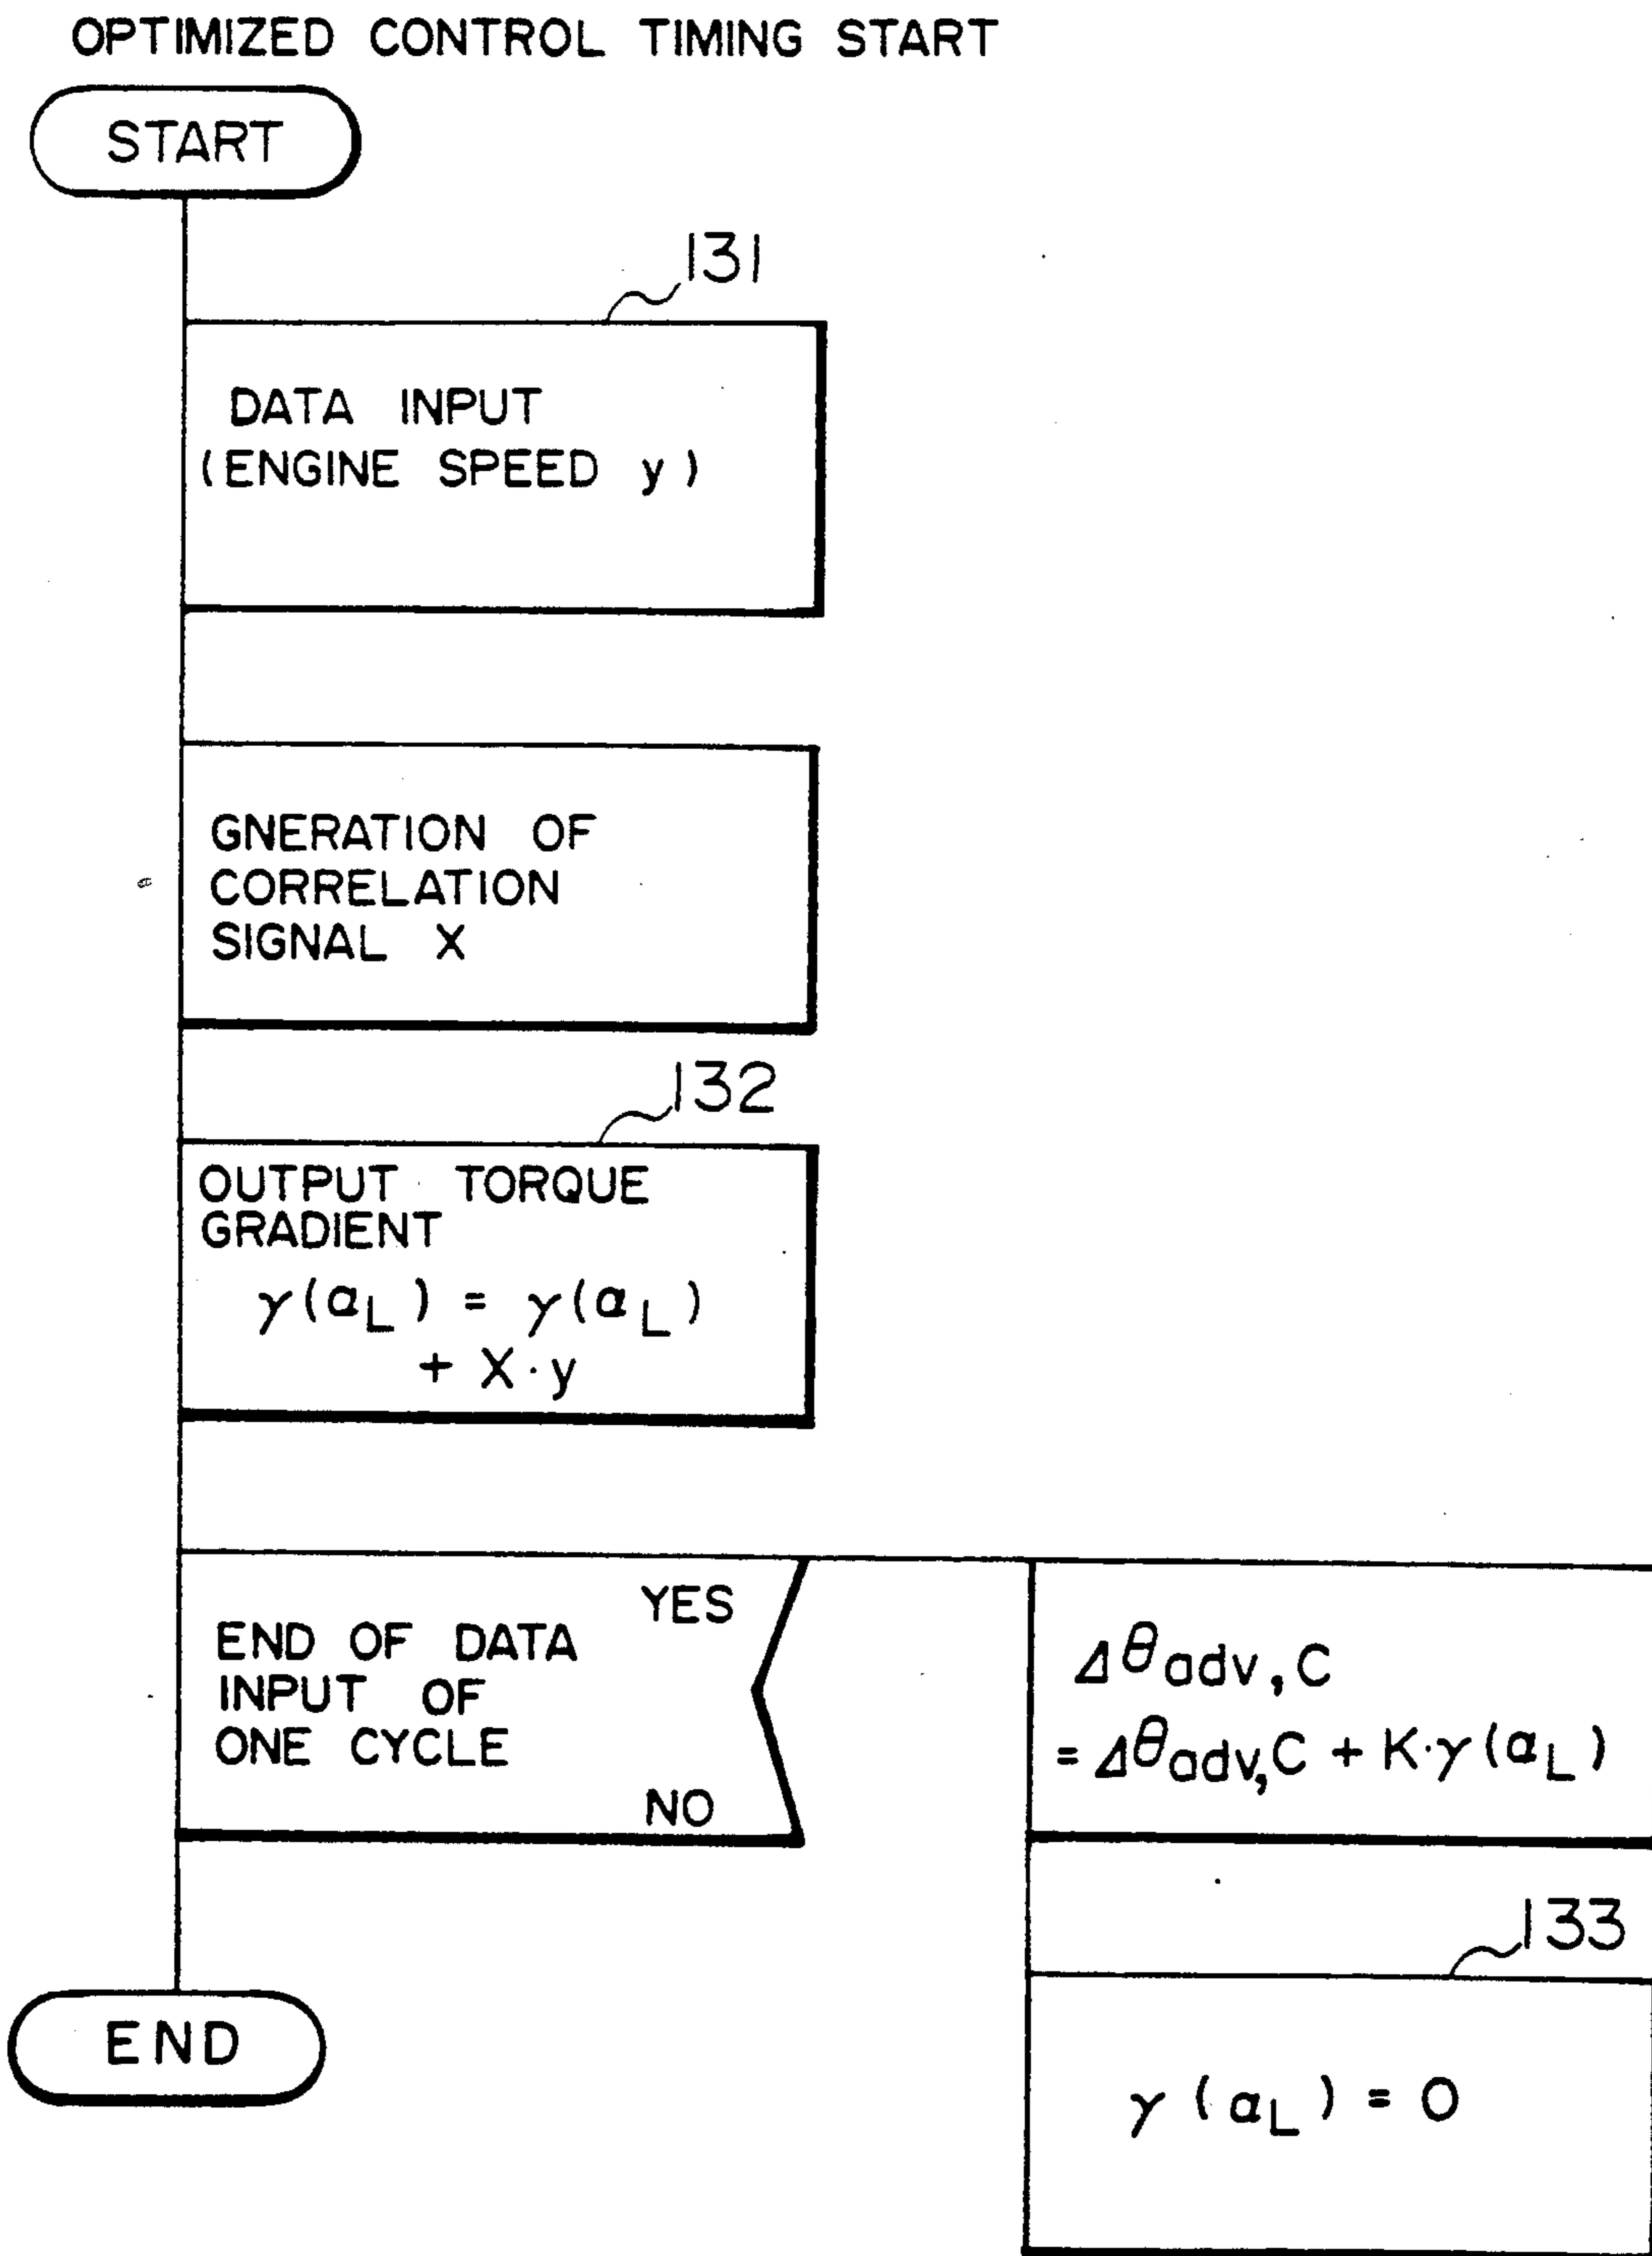 OPTIMIZED CONTROL TIMING START
START
131
DATA INPUT
(ENGINE SPEED y)
GNERATION OF
CORRELATION
SIGNAL X
132
OUTPUT TORQUE
GRADIENT
γ(αL) = γ(αL)
+ X·y
YES
END OF DATA
INPUT OF
ONE CYCLE
NO
Δθadv,C
= Δθadv,C + K·γ(αL)
133
γ(αL) = 0
END